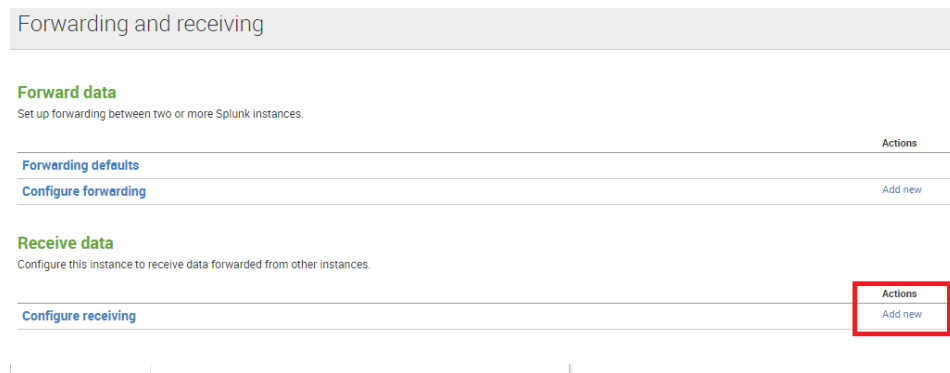 Forwarding and receiving
Forward data
Set up forwarding between two or more Splunk instances.
Actions
Forwarding defaults
Configure forwarding Add new
Receive data
Configure this instance to receive data forwarded from other instances.
Actions
Configure receiving Add new